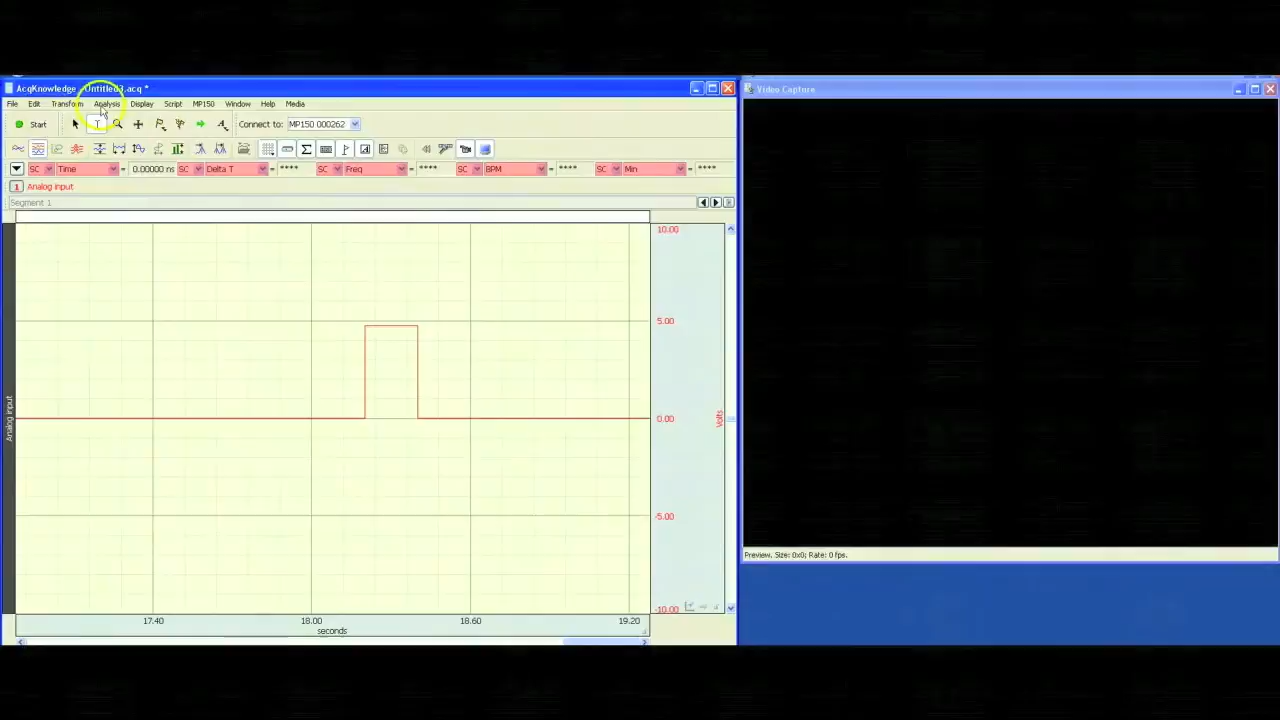 AcqKnowledge - Untitled3.acq *
File Edit Transform Analysis Display Script MP150 Window Help Media
Start Connect to: MP150 000262
SC Time = 0.00000 ns SC Delta T = **** SC Freq = **** SC BPM = **** SC Min = ****
1 Analog input
Segment 1
10.00
5.00
0.00
-5.00
-10.00
Volts
Analog input
17.40 18.00 18.60 19.20
seconds
Video Capture
Preview. Size: 0x0; Rate: 0 fps.